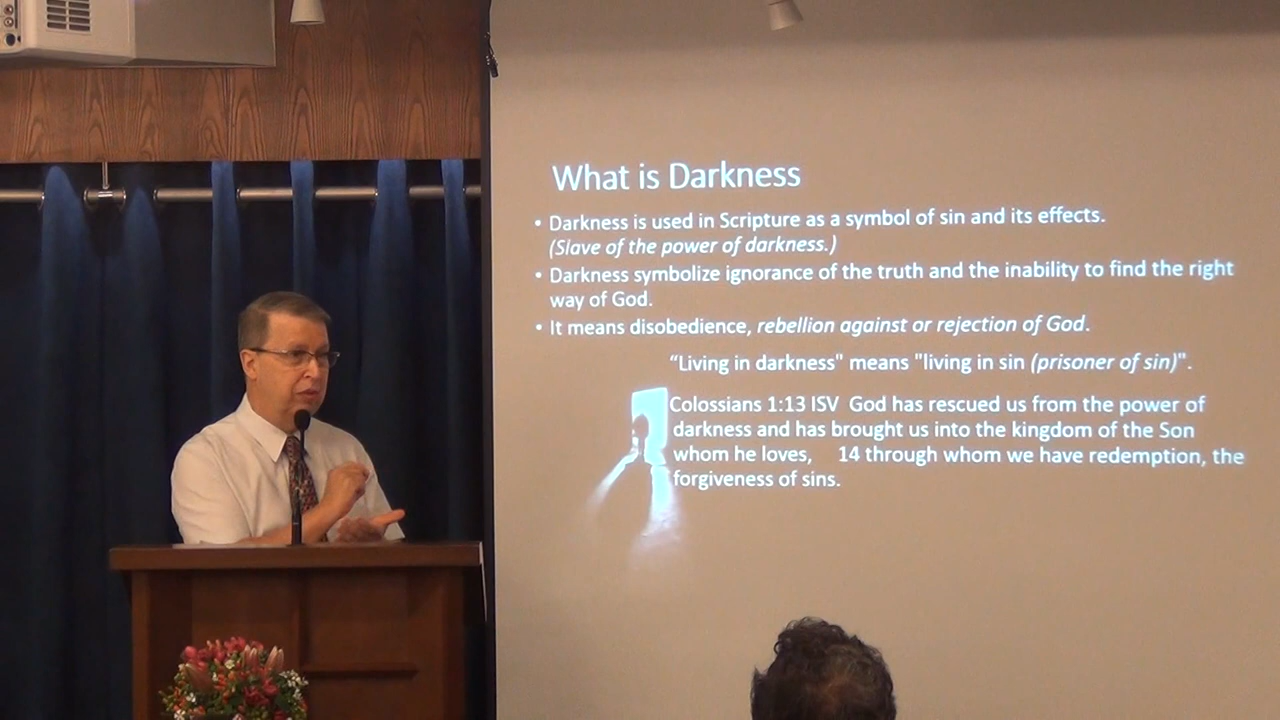 What is Darkness
• Darkness is used in Scripture as a symbol of sin and its effects.
(Slave of the power of darkness.)
• Darkness symbolize ignorance of the truth and the inability to find the right
way of God.
• It means disobedience, rebellion against or rejection of God.
“Living in darkness" means "living in sin (prisoner of sin)".
Colossians 1:13 ISV God has rescued us from the power of
darkness and has brought us into the kingdom of the Son
whom he loves, 14 through whom we have redemption, the
forgiveness of sins.